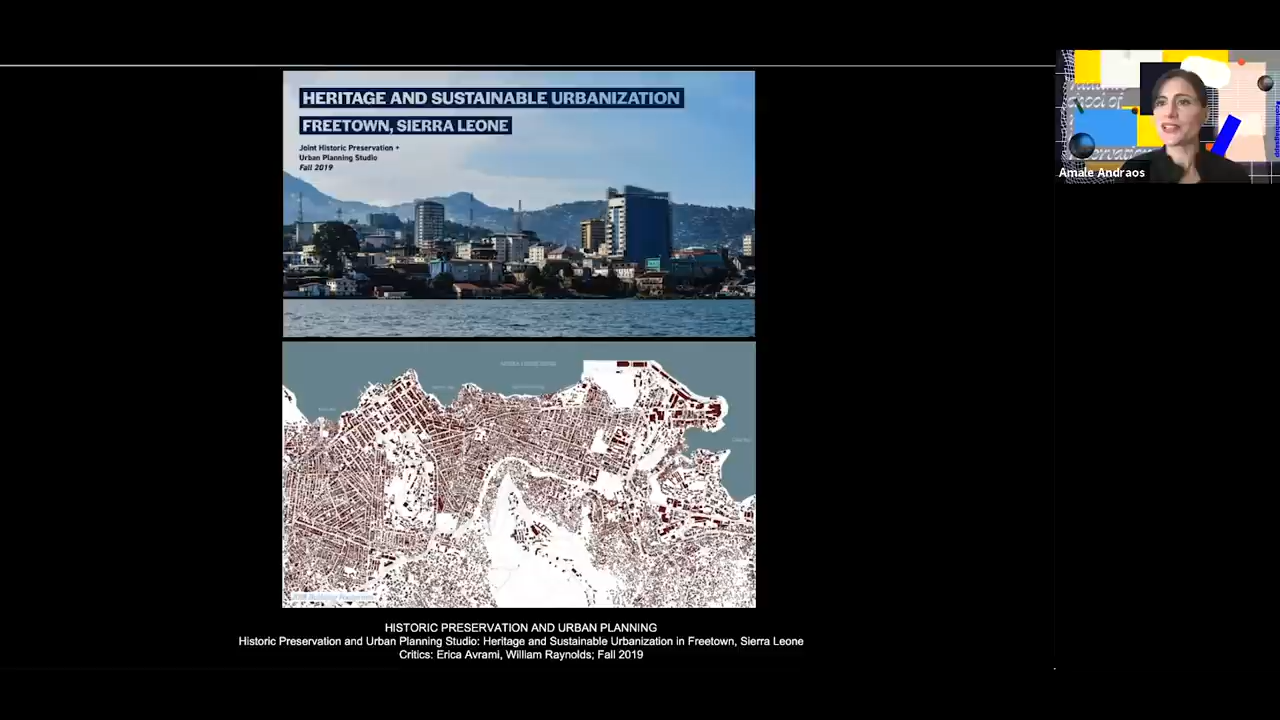 HERITAGE AND SUSTAINABLE URBANIZATION
FREETOWN, SIERRA LEONE
Joint Historic Preservation +
Urban Planning Studio
Fall 2019
HISTORIC PRESERVATION AND URBAN PLANNING
Historic Preservation and Urban Planning Studio: Heritage and Sustainable Urbanization in Freetown, Sierra Leone
Critics: Erica Avrami, William Raynolds; Fall 2019
Amale Andraos